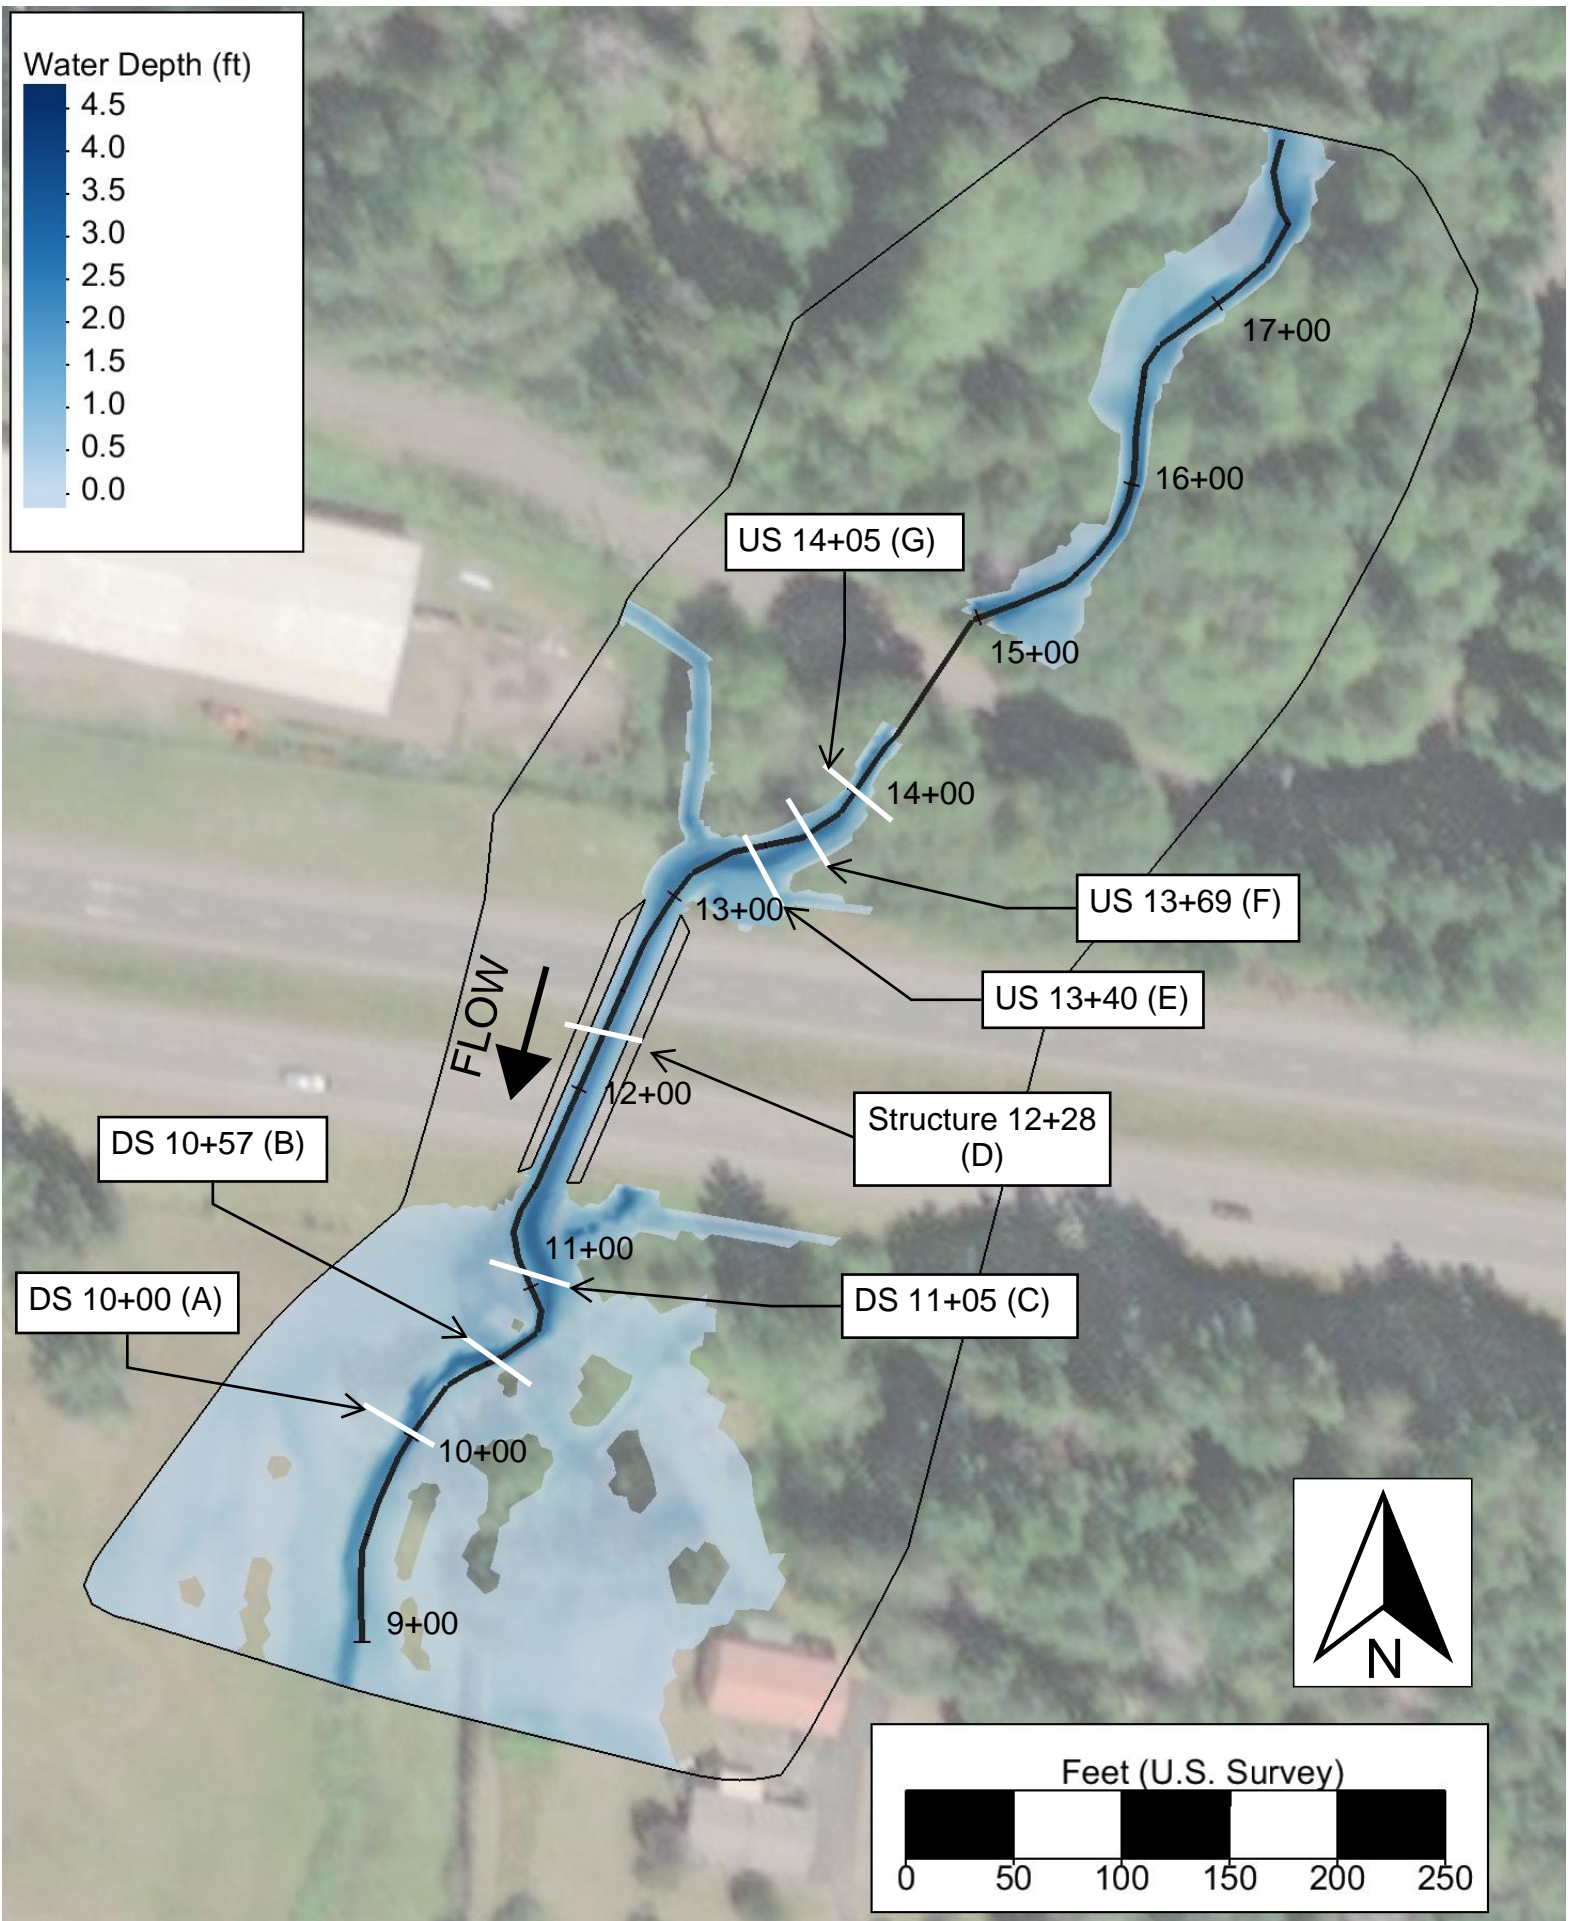 Water Depth (ft)
4.5
4.0
3.5
3.0
2.5
2.0
1.5
1.0
0.5
0.0
17+00
16+00
US 14+05 (G)
15+00
14+00
US 13+69 (F)
13+00
US 13+40 (E)
FLOW
12+00
Structure 12+28
(D)
DS 10+57 (B)
11+00
DS 10+00 (A)
DS 11+05 (C)
10+00
9+00
N
Feet (U.S. Survey)
0 50 100 150 200 250